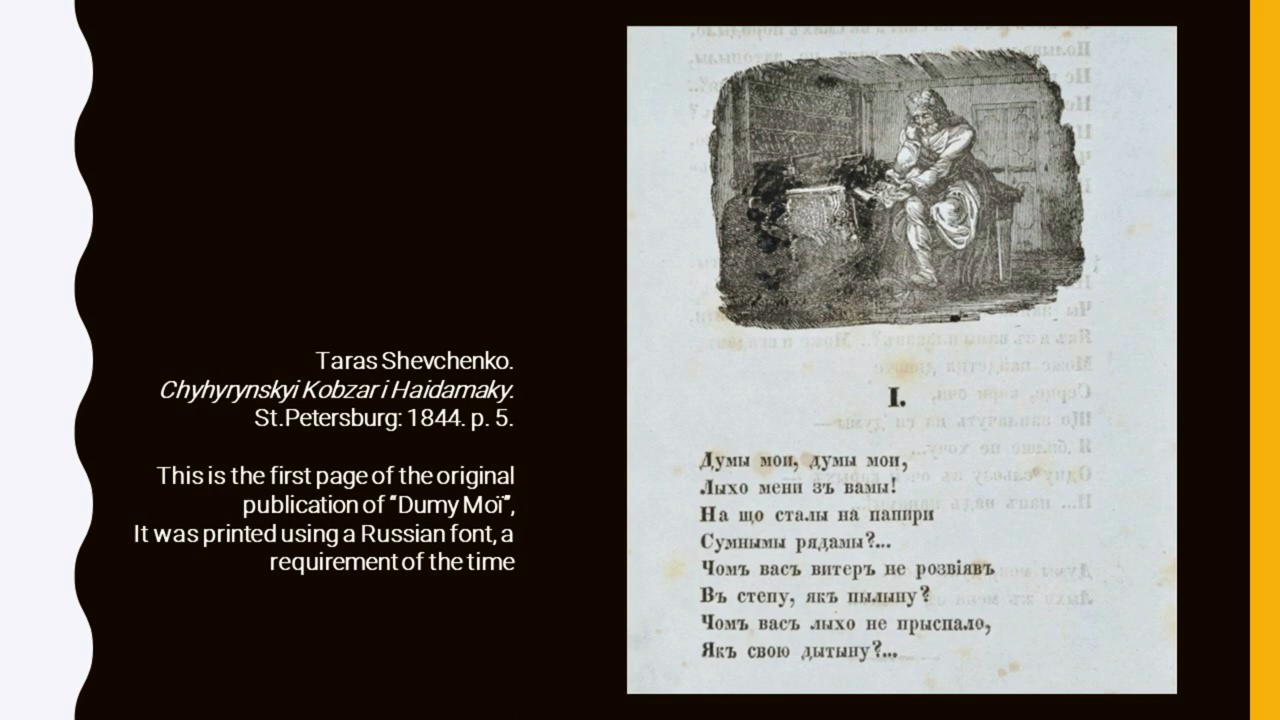 Taras Shevchenko.
Chyhyrynskyi Kobzar i Haidamaky.
St.Petersburg: 1844. p. 5.
This is the first page of the original
publication of “Dumy Moï”,
It was printed using a Russian font, a
requirement of the time
I.
Думы мои, думы мои,
Лыхо мени зъ вамы!
На що сталы на папири
Сумнымы рядамы?...
Чомъ васъ витеръ не розвіявъ
Въ степу, якъ пылыну?
Чомъ васъ лыхо не прыспало,
Якъ свою дытыну?...